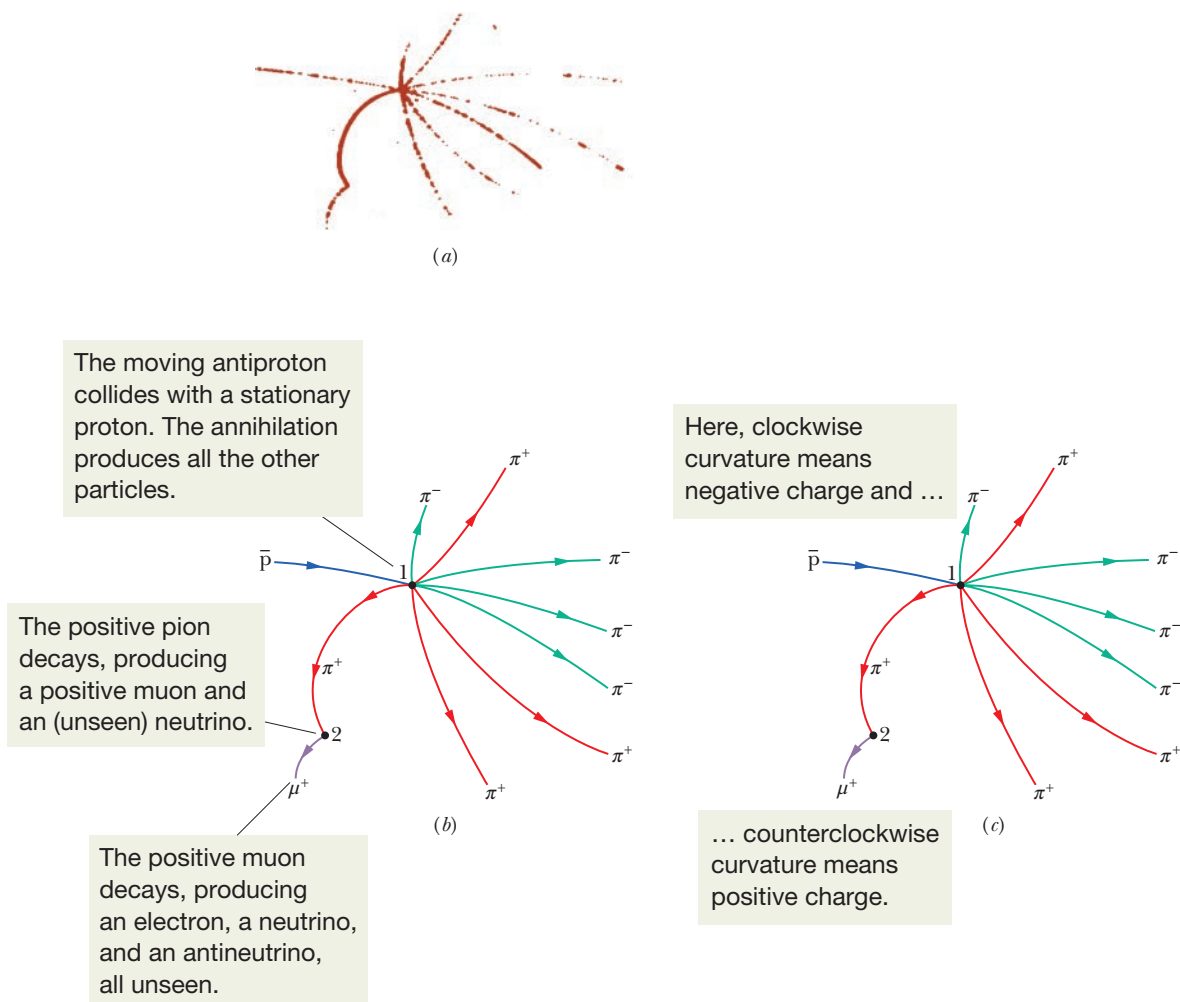 (a)
The moving antiproton
collides with a stationary
proton. The annihilation
produces all the other
particles.
π+
π−
p̄
1
π−
π−
π−
The positive pion
decays, producing
a positive muon and
an (unseen) neutrino.
π+
2
μ+
π+
π+
(b)
The positive muon
decays, producing
an electron, a neutrino,
and an antineutrino,
all unseen.
Here, clockwise
curvature means
negative charge and …
π+
π−
p̄
1
π−
π−
π−
π+
2
μ+
π+
π+
(c)
… counterclockwise
curvature means
positive charge.